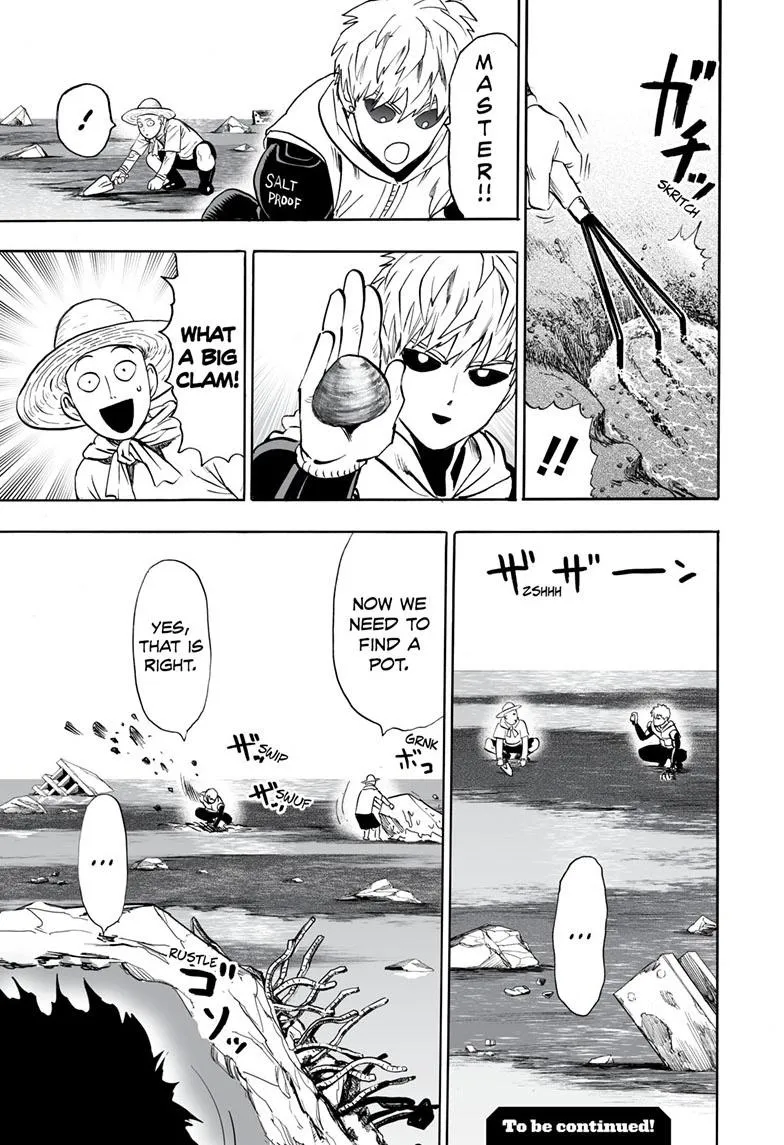 ガチッ
SKRITCH
!!
MASTER!!
SALT
PROOF
!
WHAT
A BIG
CLAM!
ザザーン
ZSHHH
...
NOW WE
NEED TO
FIND A
POT.
YES,
THAT IS
RIGHT.
GRNK
ボコ
ザッ
SWIP
ザッ
SWUF
...
RUSTLE
ゴソッ
To be continued!